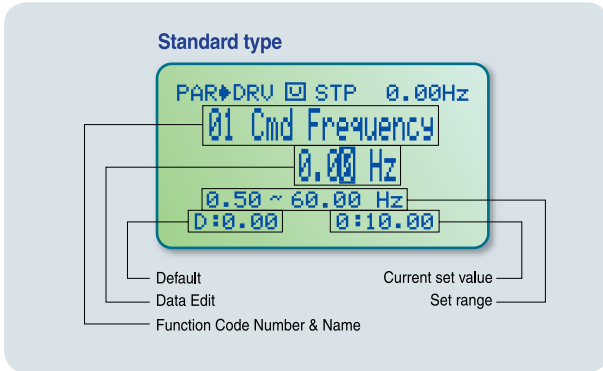 Standard type
PAR➧DRV U STP 0.00Hz
01 Cmd Frequency
0.00 Hz
0.50 ~ 60.00 Hz
D:0.00 0:10.00
Default Current set value
Data Edit Set range
Function Code Number & Name